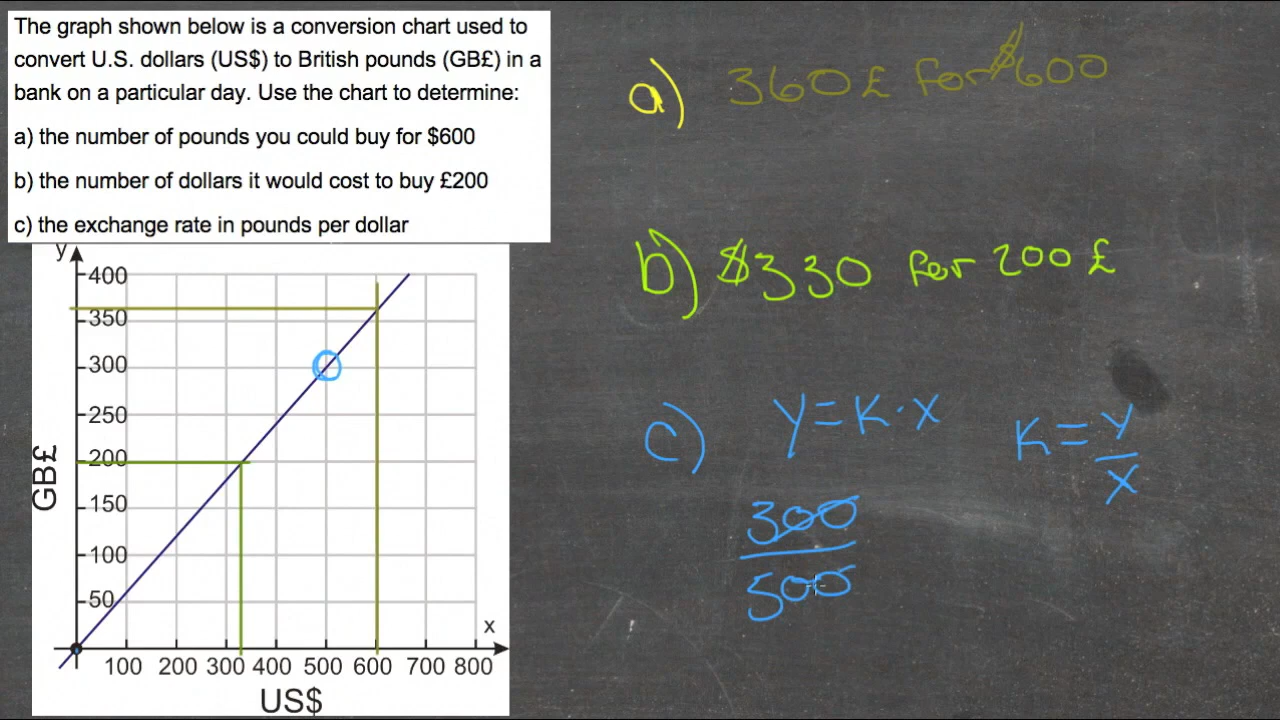 The graph shown below is a conversion chart used to
convert U.S. dollars (US$) to British pounds (GB£) in a
bank on a particular day. Use the chart to determine:
a) the number of pounds you could buy for $600
b) the number of dollars it would cost to buy £200
c) the exchange rate in pounds per dollar
y
400
350
300
250
200
150
100
50
GB£
x
100 200 300 400 500 600 700 800
US$
a) 360 £ for $600
b) $330 for 200 £
c) y = K · x K = y/x
300
500